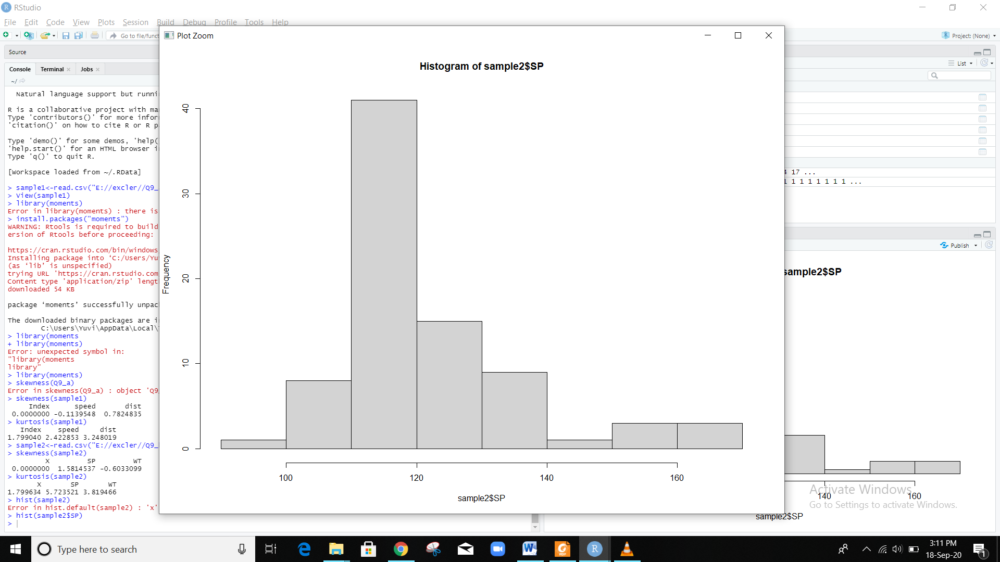 RStudio
File Edit Code View Plots Session Build Debug Profile Tools Help
Go to file/funct
Project: (None)
Source
Console Terminal Jobs
~/
Natural language support but runni
R is a collaborative project with ma
Type 'contributors()' for more infor
'citation()' on how to cite R or R p
Type 'demo()' for some demos, 'help(
'help.start()' for an HTML browser i
Type 'q()' to quit R.
[Workspace loaded from ~/.RData]
> sample1<-read.csv("E://excler//Q9_
> View(sample1)
> library(moments)
Error in library(moments) : there is
> install.packages("moments")
WARNING: Rtools is required to build
ersion of Rtools before proceeding:
https://cran.rstudio.com/bin/windows
Installing package into ‘C:/Users/Yu
(as ‘lib’ is unspecified)
trying URL 'https://cran.rstudio.com
Content type 'application/zip' lengt
downloaded 54 KB
package ‘moments’ successfully unpac
The downloaded binary packages are i
C:\Users\Yuvi\AppData\Local\
> library(moments
+ library(moments)
Error: unexpected symbol in:
"library(moments
library"
> library(moments)
> skewness(Q9_a)
Error in skewness(Q9_a) : object 'Q9
> skewness(sample1)
Index speed dist
0.0000000 -0.1139548 0.7824835
> kurtosis(sample1)
Index speed dist
1.799040 2.422853 3.248019
> sample2<-read.csv("E://excler//Q9_
> skewness(sample2)
X SP WT
0.0000000 1.5814537 -0.6033099
> kurtosis(sample2)
X SP WT
1.799634 5.723521 3.819466
> hist(sample2)
Error in hist.default(sample2) : 'x'
> hist(sample2$SP)
>
Plot Zoom
Histogram of sample2$SP
Frequency
40
30
20
10
0
100 120 140 160
sample2$SP
List
4 17 ...
1 1 1 1 1 1 1 1 ...
Publish
sample2$SP
140 160
sample2$SP
Activate Windows
Go to Settings to activate Windows.
Type here to search
3:11 PM
18-Sep-20
1